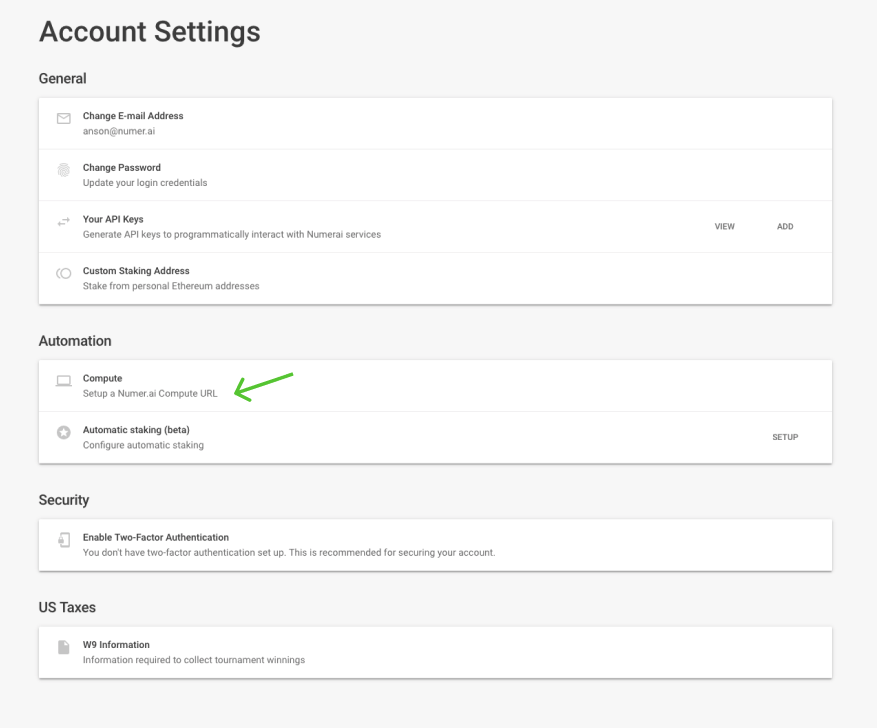 Account Settings
General
Change E-mail Address
anson@numer.ai
Change Password
Update your login credentials
Your API Keys
Generate API keys to programmatically interact with Numerai services
VIEW
ADD
Custom Staking Address
Stake from personal Ethereum addresses
Automation
Compute
Setup a Numer.ai Compute URL
Automatic staking (beta)
Configure automatic staking
SETUP
Security
Enable Two-Factor Authentication
You don't have two-factor authentication set up. This is recommended for securing your account.
US Taxes
W9 Information
Information required to collect tournament winnings